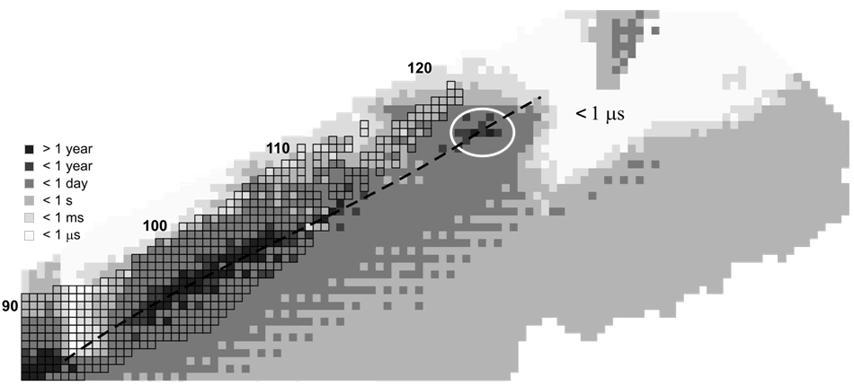 120
< 1 µs
110
> 1 year
< 1 year
< 1 day
< 1 s
< 1 ms
< 1 µs
100
90